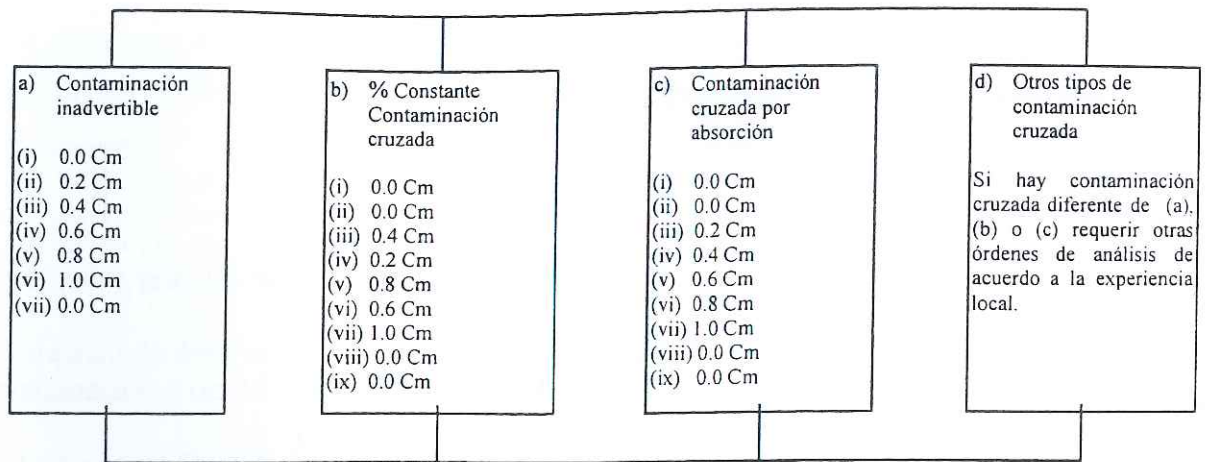 a) Contaminación
inadvertible
(i) 0.0 Cm
(ii) 0.2 Cm
(iii) 0.4 Cm
(iv) 0.6 Cm
(v) 0.8 Cm
(vi) 1.0 Cm
(vii) 0.0 Cm
b) % Constante
Contaminación
cruzada
(i) 0.0 Cm
(ii) 0.0 Cm
(iii) 0.4 Cm
(iv) 0.2 Cm
(v) 0.8 Cm
(vi) 0.6 Cm
(vii) 1.0 Cm
(viii) 0.0 Cm
(ix) 0.0 Cm
c) Contaminación
cruzada por
absorción
(i) 0.0 Cm
(ii) 0.0 Cm
(iii) 0.2 Cm
(iv) 0.4 Cm
(v) 0.6 Cm
(vi) 0.8 Cm
(vii) 1.0 Cm
(viii) 0.0 Cm
(ix) 0.0 Cm
d) Otros tipos de
contaminación
cruzada
Si hay contaminación
cruzada diferente de (a),
(b) o (c) requerir otras
órdenes de análisis de
acuerdo a la experiencia
local.